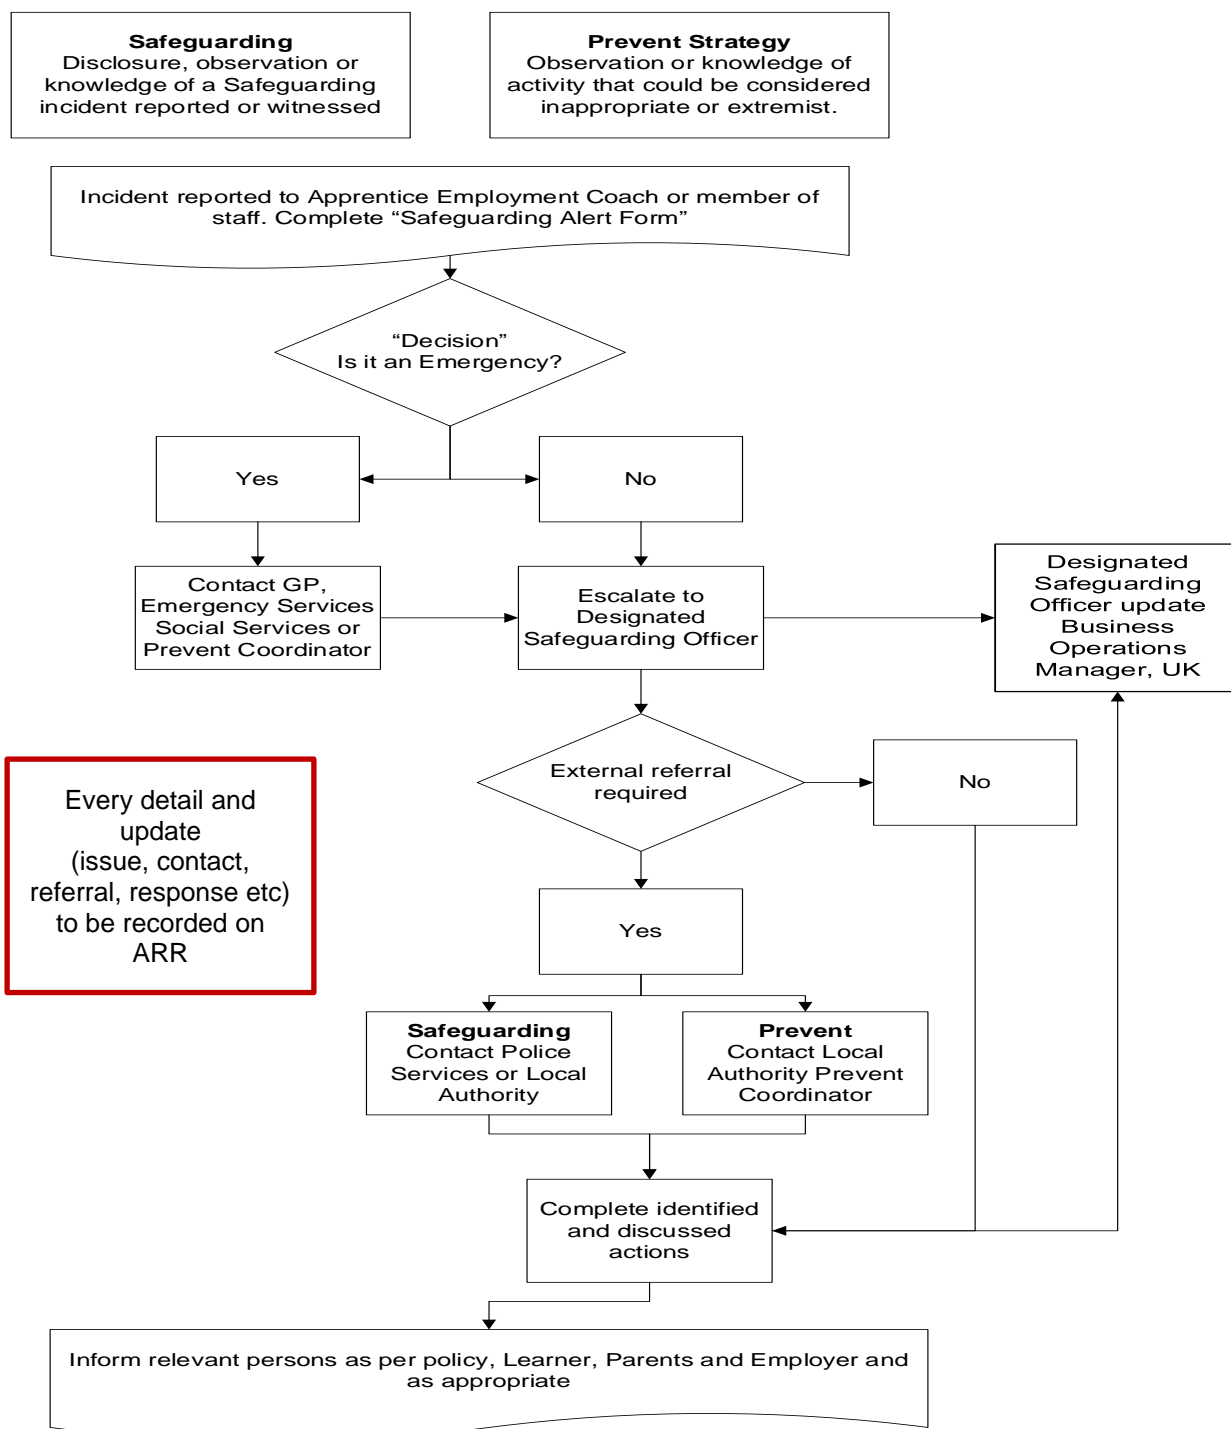 Safeguarding
Disclosure, observation or
knowledge of a Safeguarding
incident reported or witnessed
Prevent Strategy
Observation or knowledge of
activity that could be considered
inappropriate or extremist.
Incident reported to Apprentice Employment Coach or member of
staff. Complete “Safeguarding Alert Form”
“Decision”
Is it an Emergency?
Yes
No
Contact GP,
Emergency Services
Social Services or
Prevent Coordinator
Escalate to
Designated
Safeguarding Officer
Designated
Safeguarding
Officer update
Business
Operations
Manager, UK
External referral
required
No
Every detail and
update
(issue, contact,
referral, response etc)
to be recorded on
ARR
Yes
Safeguarding
Contact Police
Services or Local
Authority
Prevent
Contact Local
Authority Prevent
Coordinator
Complete identified
and discussed
actions
Inform relevant persons as per policy, Learner, Parents and Employer and
as appropriate